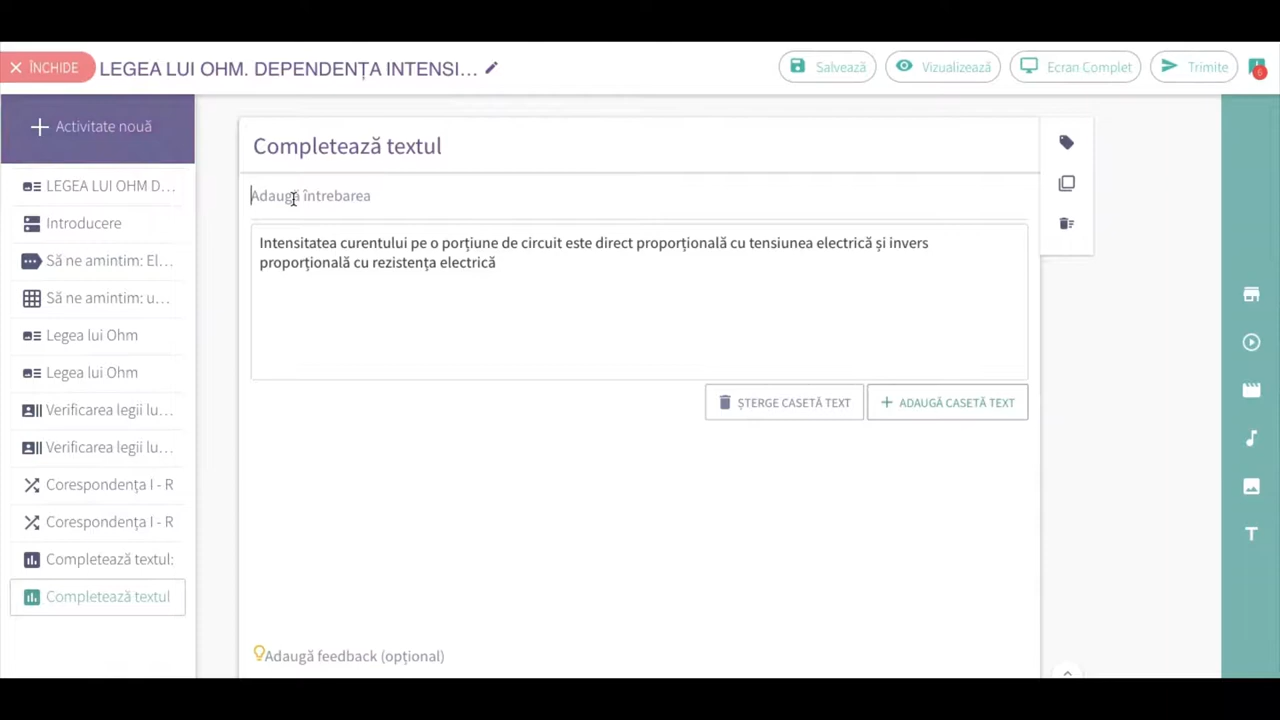 ÎNCHIDE
LEGEA LUI OHM. DEPENDENȚA INTENSI...
Salvează
Vizualizează
Ecran Complet
Trimite
6
Activitate nouă
LEGEA LUI OHM D...
Introducere
Să ne amintim: El...
Să ne amintim: u...
Legea lui Ohm
Legea lui Ohm
Verificarea legii lu...
Verificarea legii lu...
Corespondența I - R
Corespondența I - R
Completează textul:
Completează textul
Completează textul
Adaugă întrebarea
Intensitatea curentului pe o porțiune de circuit este direct proporțională cu tensiunea electrică și invers
proporțională cu rezistența electrică
ȘTERGE CASETĂ TEXT
ADAUGĂ CASETĂ TEXT
Adaugă feedback (opțional)